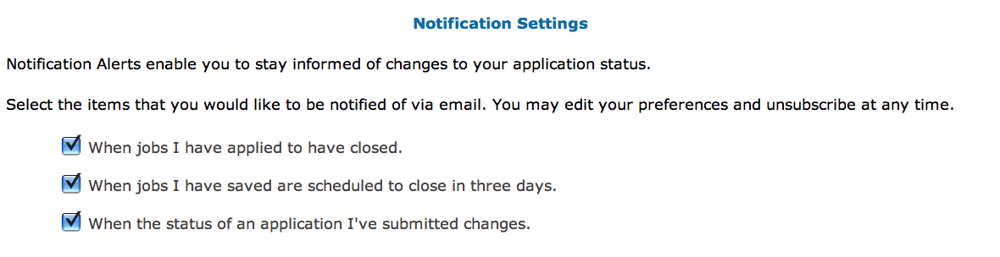 Notification Settings
Notification Alerts enable you to stay informed of changes to your application status.
Select the items that you would like to be notified of via email. You may edit your preferences and unsubscribe at any time.
When jobs I have applied to have closed.
When jobs I have saved are scheduled to close in three days.
When the status of an application I've submitted changes.